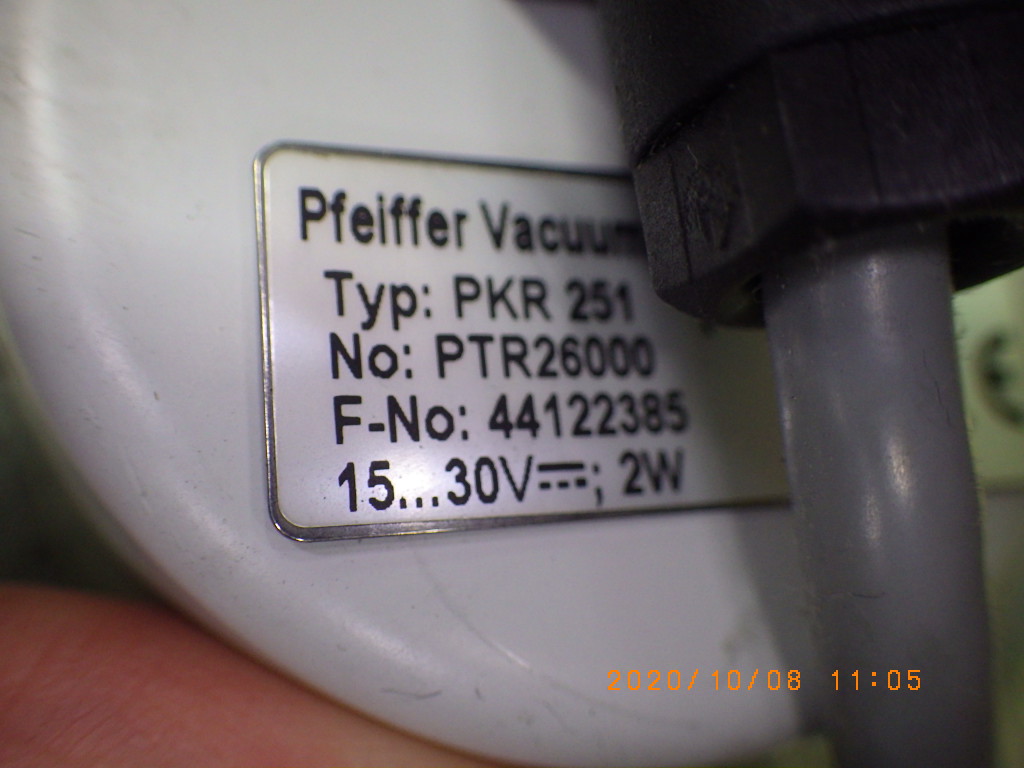 Pfeiffer Vacuum
Typ: PKR 251
No: PTR26000
F-No: 44122385
15...30V⎓; 2W
2020/10/08 11:05